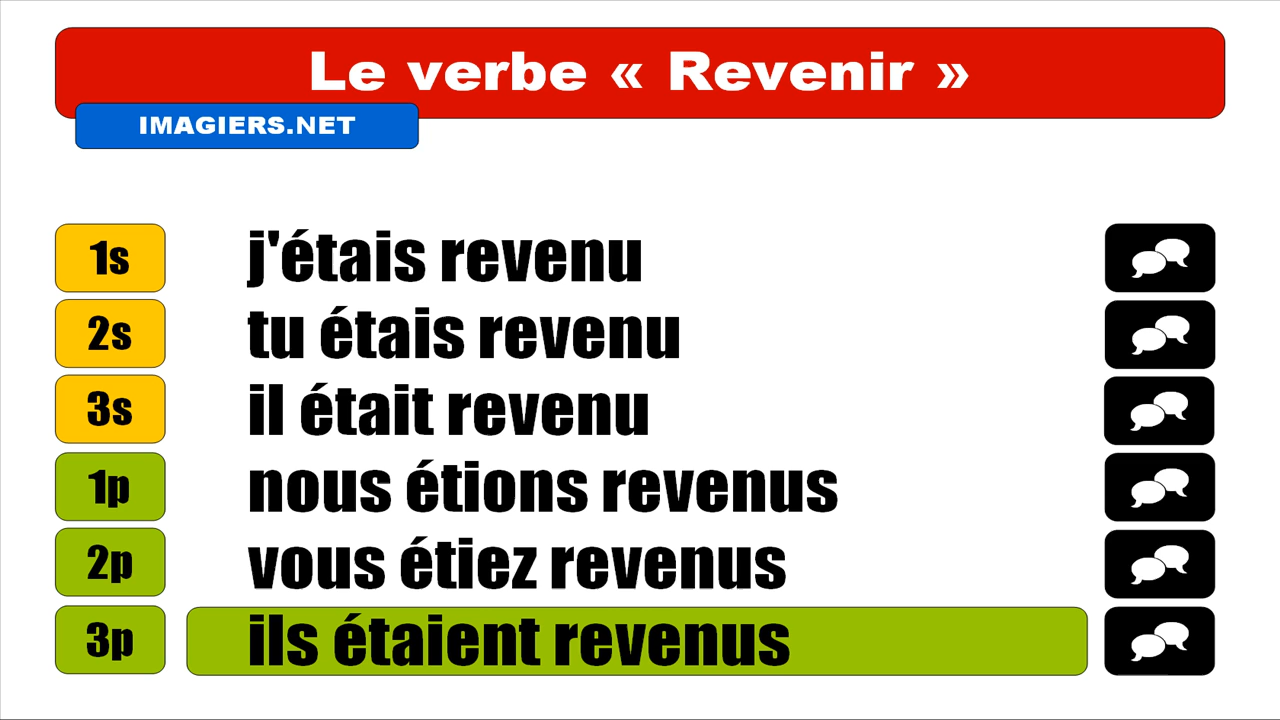 Le verbe « Revenir »
IMAGIERS.NET
1s j'étais revenu
2s tu étais revenu
3s il était revenu
1p nous étions revenus
2p vous étiez revenus
3p ils étaient revenus